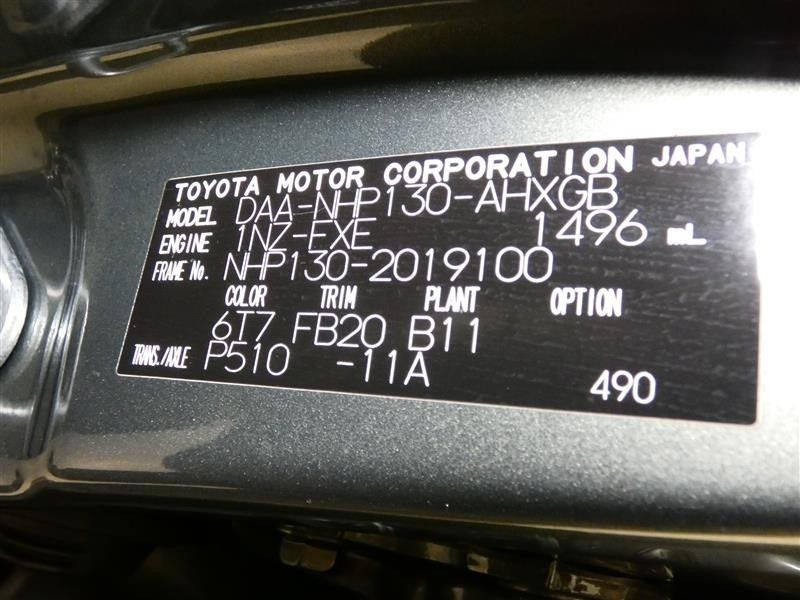 TOYOTA MOTOR CORPORATION JAPAN
MODEL DAA-NHP130-AHXGB
ENGINE 1NZ-FXE 1496 mL
FRAME No. NHP130-2019100
COLOR TRIM PLANT OPTION
6T7 FB20 B11
TRANS./AXLE P510 -11A
490